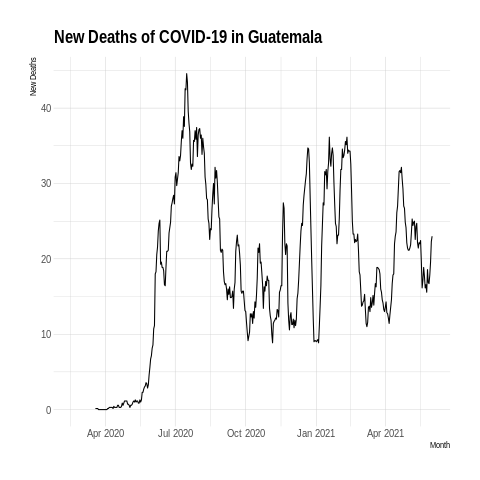 New Deaths of COVID-19 in Guatemala
New Deaths
40
30
20
10
0
Apr 2020 Jul 2020 Oct 2020 Jan 2021 Apr 2021
Month